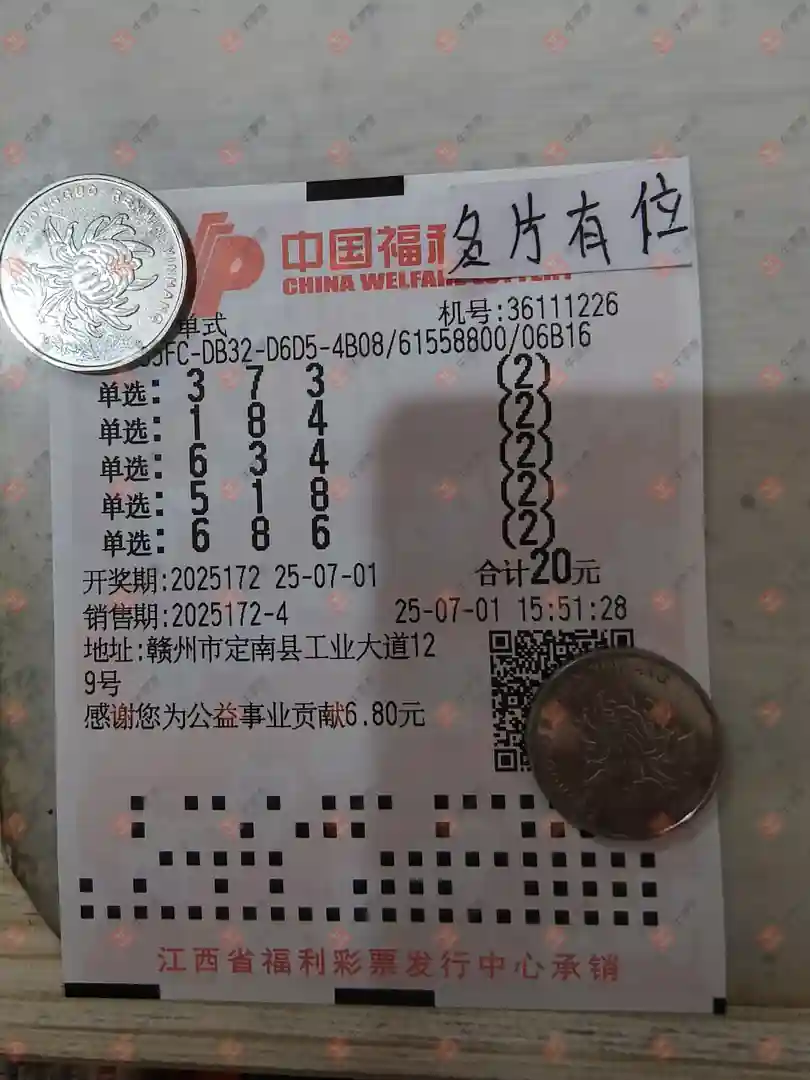 中国福利
名片有位
CHINA WELFARE LOTTERY
单式 机号:36111226
5FC-DB32-D6D5-4B08/61558800/06B16
单选: 3 7 3 (2)
单选: 1 8 4 (2)
单选: 6 3 4 (2)
单选: 5 1 8 (2)
单选: 6 8 6 (2)
开奖期:2025172 25-07-01 合计20元
销售期:2025172-4 25-07-01 15:51:28
地址:赣州市定南县工业大道12
9号
感谢您为公益事业贡献6.80元
江西省福利彩票发行中心承销